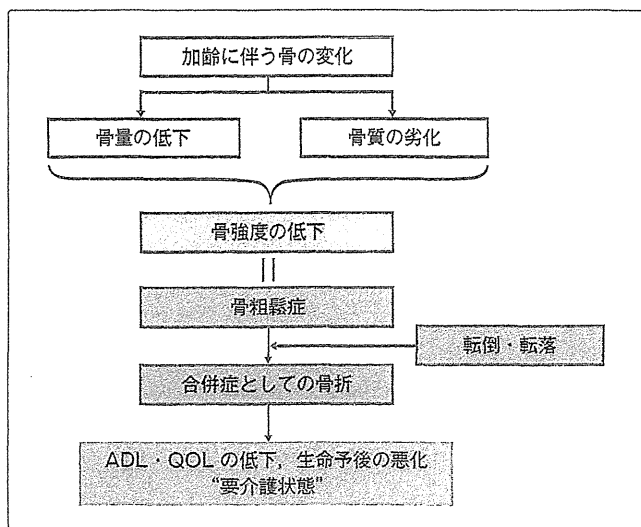 加齢に伴う骨の変化
骨量の低下
骨質の劣化
骨強度の低下
骨粗鬆症
転倒・転落
合併症としての骨折
ADL・QOL の低下，生命予後の悪化
“要介護状態”